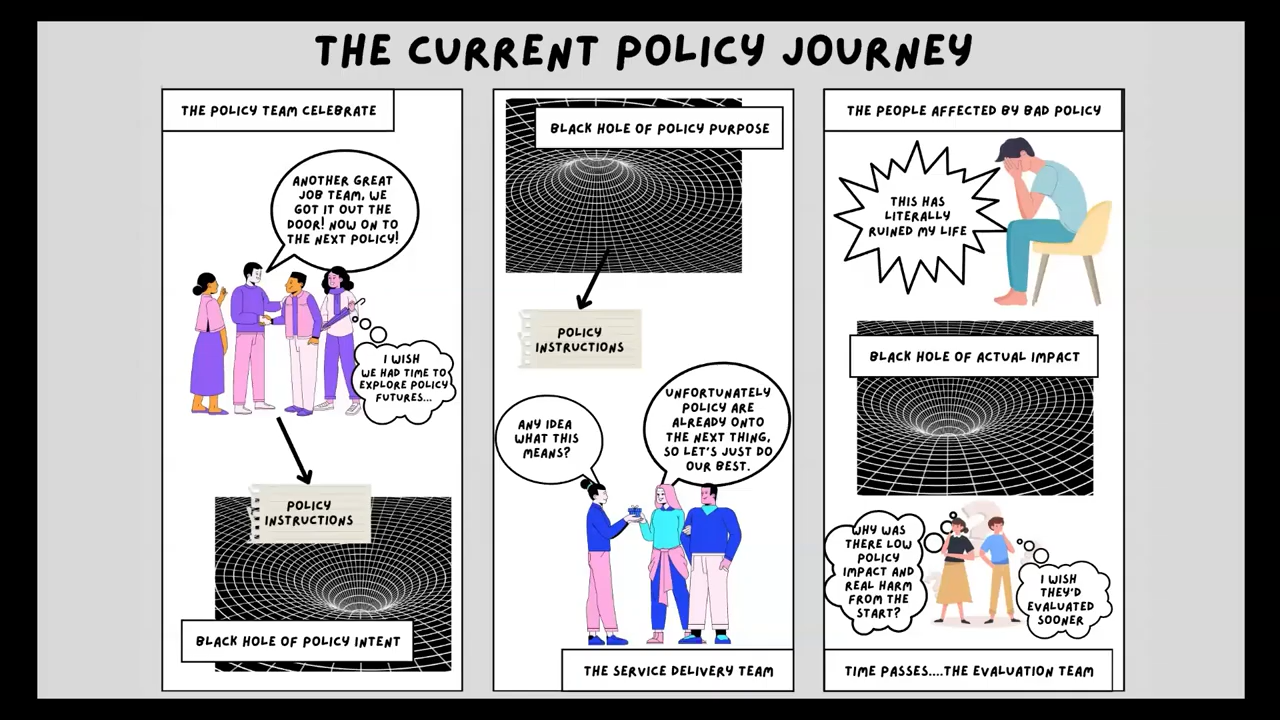 THE CURRENT POLICY JOURNEY
THE POLICY TEAM CELEBRATE
ANOTHER GREAT
JOB TEAM, WE
GOT IT OUT THE
DOOR! NOW ON TO
THE NEXT POLICY!
I WISH
WE HAD TIME TO
EXPLORE POLICY
FUTURES...
POLICY
INSTRUCTIONS
BLACK HOLE OF POLICY INTENT
BLACK HOLE OF POLICY PURPOSE
POLICY
INSTRUCTIONS
ANY IDEA
WHAT THIS
MEANS?
UNFORTUNATELY
POLICY ARE
ALREADY ONTO
THE NEXT THING,
SO LET'S JUST DO
OUR BEST.
THE SERVICE DELIVERY TEAM
THE PEOPLE AFFECTED BY BAD POLICY
THIS HAS
LITERALLY
RUINED MY LIFE
BLACK HOLE OF ACTUAL IMPACT
WHY WAS
THERE LOW
POLICY
IMPACT AND
REAL HARM
FROM THE
START?
I WISH
THEY'D
EVALUATED
SOONER
TIME PASSES....THE EVALUATION TEAM